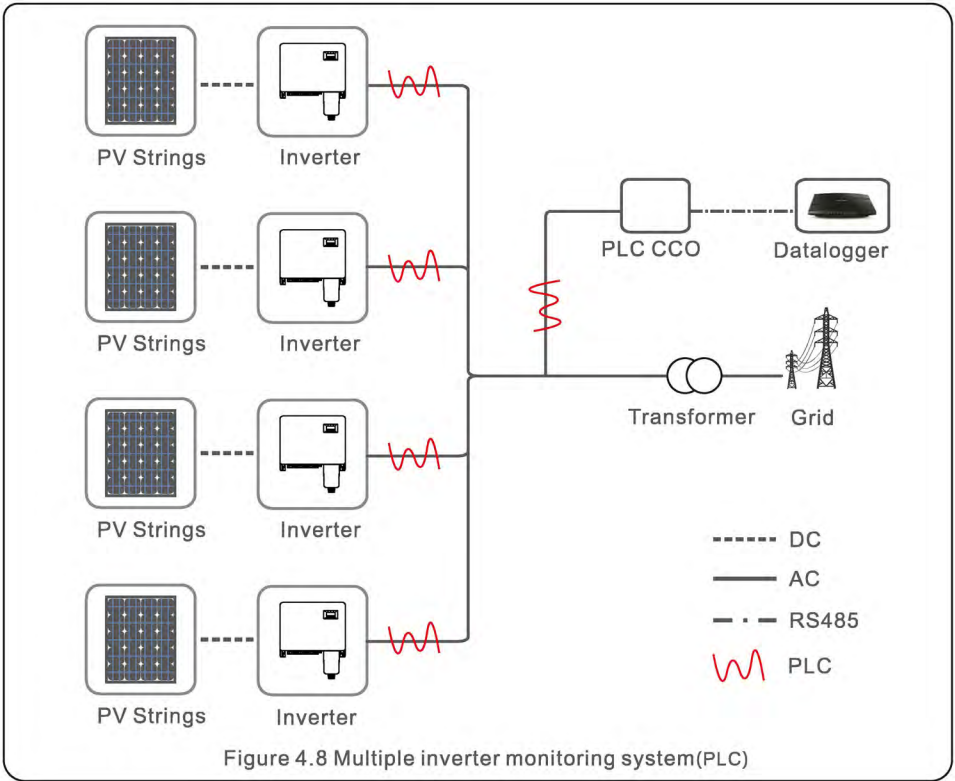 PV Strings
Inverter
PV Strings
Inverter
PLC CCO
Datalogger
PV Strings
Inverter
Transformer
Grid
PV Strings
Inverter
DC
AC
RS485
PLC
Figure 4.8 Multiple inverter monitoring system(PLC)